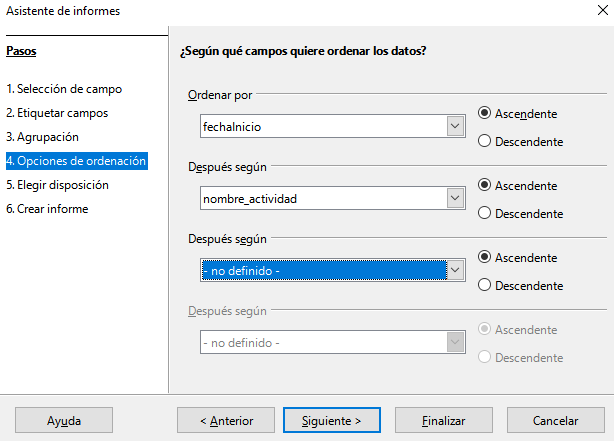 Asistente de informes
Pasos
1. Selección de campo
2. Etiquetar campos
3. Agrupación
4. Opciones de ordenación
5. Elegir disposición
6. Crear informe
¿Según qué campos quiere ordenar los datos?
Ordenar por
fechaInicio
Ascendente
Descendente
Después según
nombre_actividad
Ascendente
Descendente
Después según
- no definido -
Ascendente
Descendente
Después según
- no definido -
Ascendente
Descendente
Ayuda
< Anterior
Siguiente >
Finalizar
Cancelar